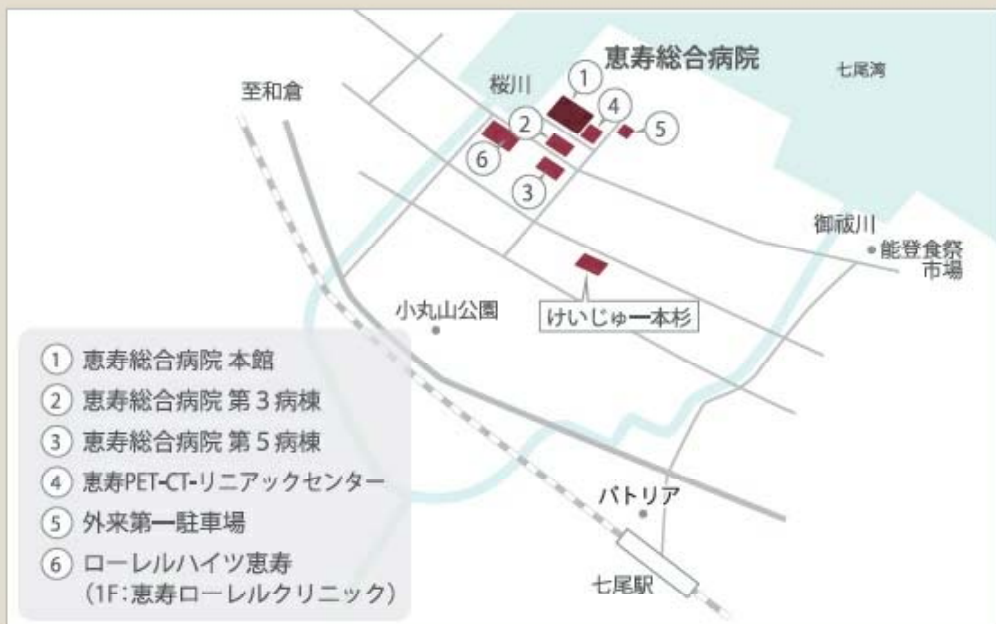 恵寿総合病院
七尾湾
桜川
至和倉
①
④
⑤
②
⑥
③
御祓川
能登食祭
市場
小丸山公園
けいじゅ一本杉
① 恵寿総合病院 本館
② 恵寿総合病院 第3病棟
③ 恵寿総合病院 第5病棟
④ 恵寿PET-CT-リニアックセンター
⑤ 外来第一駐車場
⑥ ローレルハイツ恵寿
(1F:恵寿ローレルクリニック)
パトリア
七尾駅